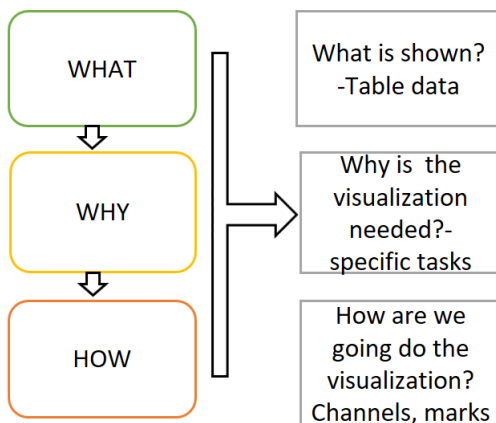 WHAT
What is shown?
-Table data
WHY
Why is the
visualization
needed?-
specific tasks
HOW
How are we
going do the
visualization?
Channels, marks